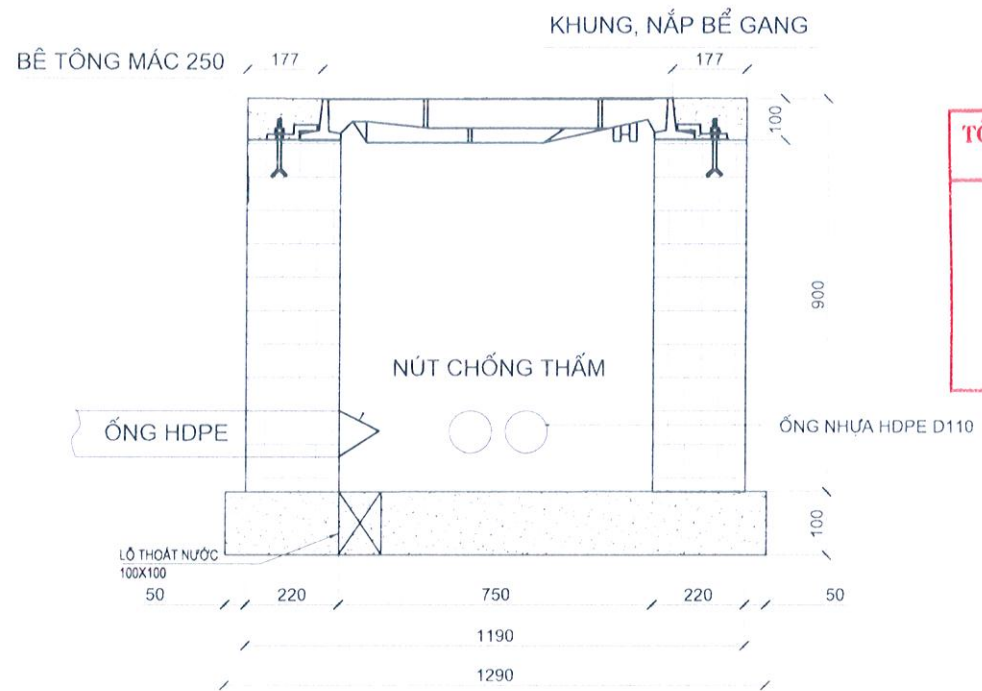 KHUNG, NẮP BỂ GANG
BÊ TÔNG MÁC 250
177
177
100
900
NÚT CHỐNG THẤM
ỐNG HDPE
ỐNG NHỰA HDPE D110
100
LỖ THOÁT NƯỚC
100X100
50
220
750
220
50
1190
1290